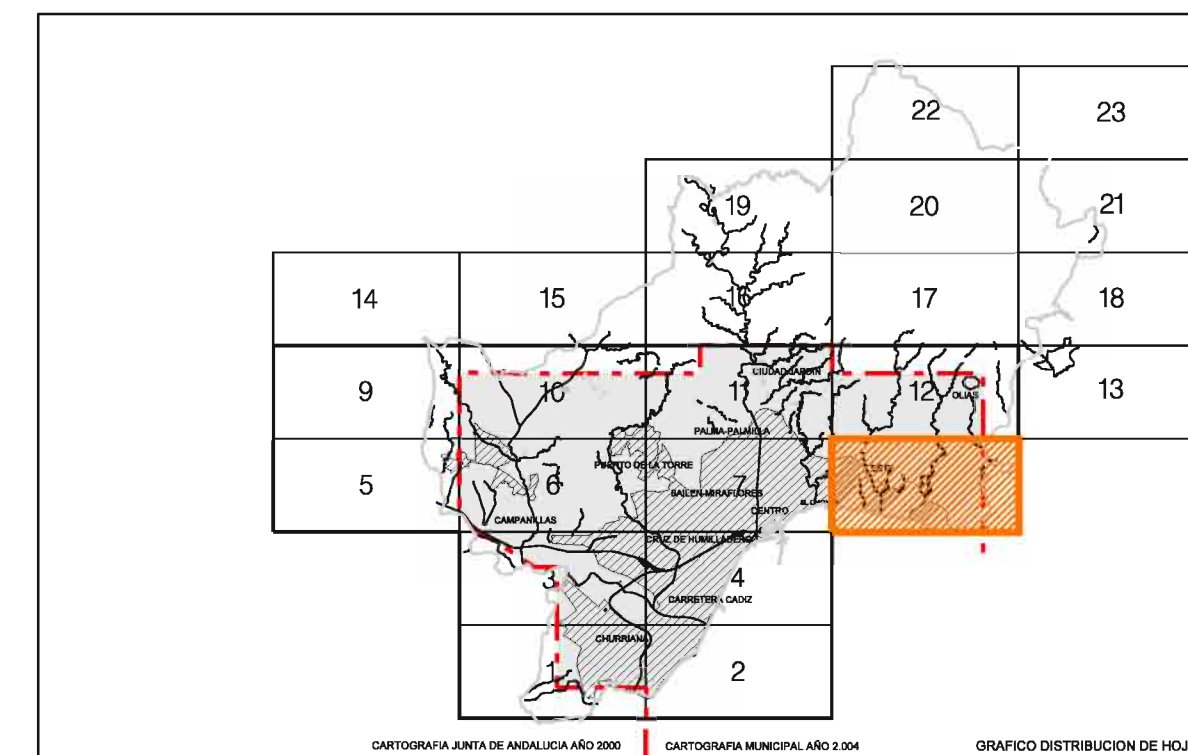 22 23
19 20 21
14 15 16 17 18
CIUDAD JARDIN
9 10 11 12 13
OLIAS
PALMA-PALMILLA
PUERTO DE LA TORRE
5 6 7
BAILEN-MIRAFLORES
CENTRO
CAMPANILLAS
CRUZ DE HUMILLADERO
3 4
CARRETERA CADIZ
CHURRIANA
1 2
CARTOGRAFIA JUNTA DE ANDALUCIA AÑO 2000 CARTOGRAFIA MUNICIPAL AÑO 2.004 GRAFICO DISTRIBUCION DE HOJ